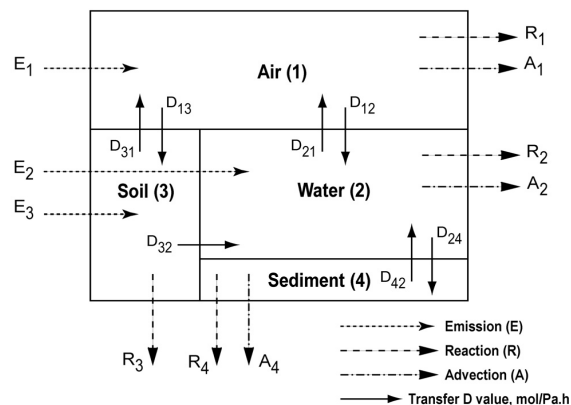 R1
E1
Air (1)
A1
D31
D13
D21
D12
R2
E2
Soil (3)
Water (2)
A2
E3
D32
D24
Sediment (4)
D42
R3
R4
A4
Emission (E)
Reaction (R)
Advection (A)
Transfer D value, mol/Pa.h